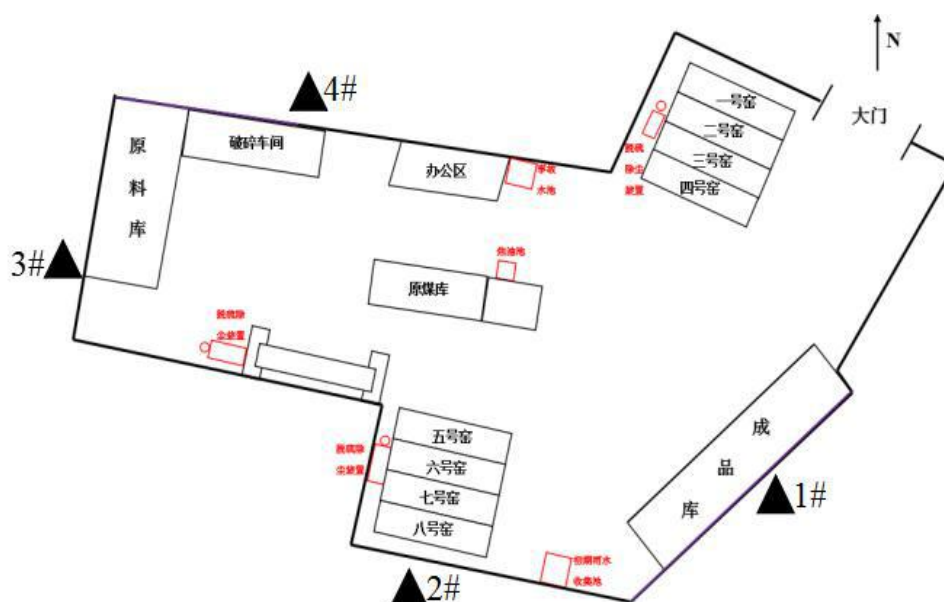 N
大门
4#
一号窑
二号窑
三号窑
四号窑
脱硫
除尘
装置
原
料
库
破碎车间
办公区
事故
水池
3#
焦油池
原煤库
脱硫除
尘装置
五号窑
六号窑
七号窑
八号窑
脱硫除
尘装置
成
品
库
1#
初期雨水
收集池
2#